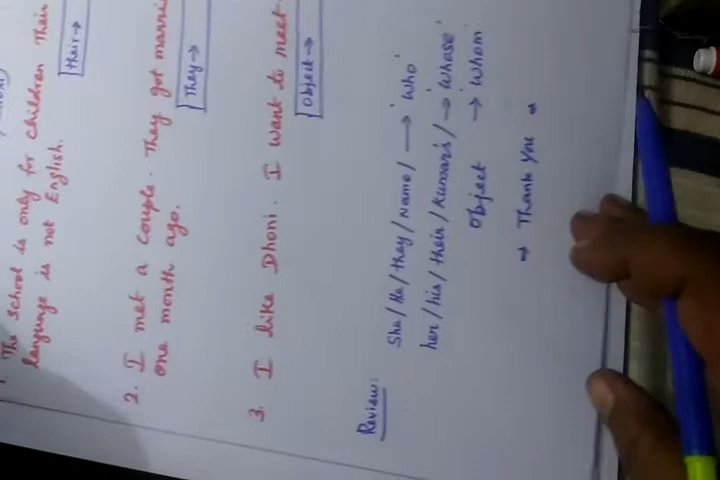 The school is only for children Their
language is not English.
their→
2. I met a couple. They got marri
one month ago.
They→
3. I like Dhoni. I want to meet
Object→
Review:
She/He/they/Name/ → 'who'
her/his/their/Kumar's/ → 'whose'
Object → 'whom'
⇒ Thank You ⇒